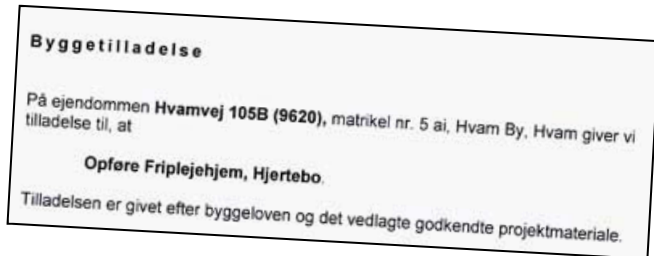 Byggetilladelse
På ejendommen Hvamvej 105B (9620), matrikel nr. 5 ai, Hvam By, Hvam giver vi
tilladelse til, at
Opføre Friplejehjem, Hjertebo.
Tilladelsen er givet efter byggeloven og det vedlagte godkendte projektmateriale.